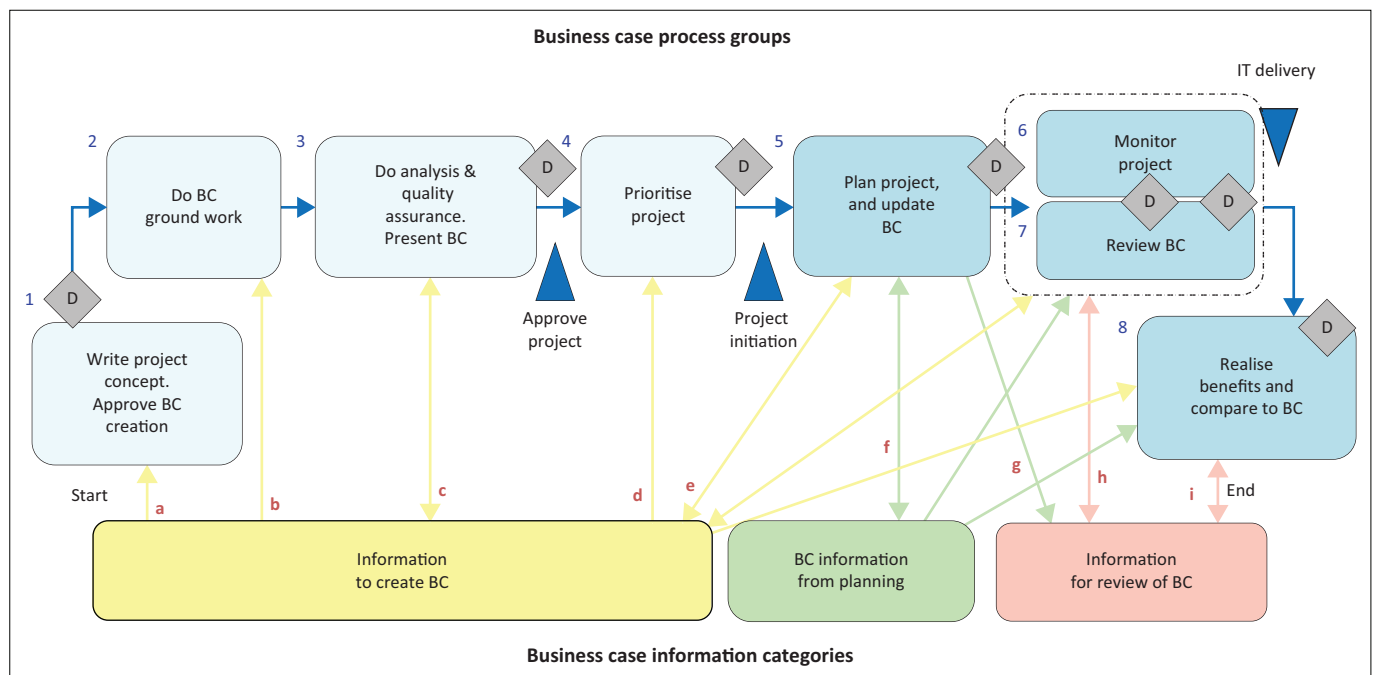 Business case process groups
IT delivery
2
Do BC
ground work
3
Do analysis &
quality
assurance.
Present BC
D
4
Prioritise
project
D
5
Plan project,
and update
BC
D
6
Monitor
project
D
D
7
Review BC
1
D
Write project
concept.
Approve BC
creation
Approve
project
Project
initiation
8
D
Realise
benefits and
compare to BC
Start
a
b
c
d
e
f
g
h
i
End
Information
to create BC
BC information
from planning
Information
for review of BC
Business case information categories